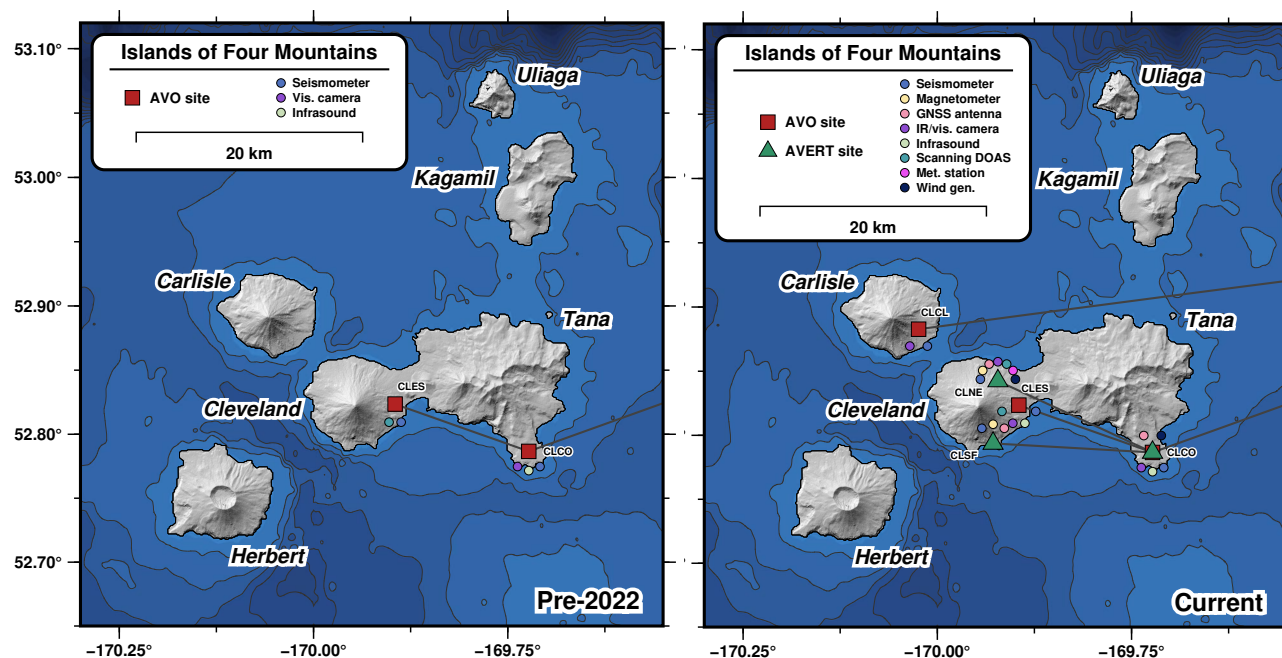 Islands of Four Mountains
AVO site
Seismometer
Vis. camera
Infrasound
20 km
Uliaga
Kagamil
Carlisle
Tana
CLES
Cleveland
CLCO
Herbert
Pre-2022
53.10°
53.00°
52.90°
52.80°
52.70°
−170.25°
−170.00°
−169.75°
Islands of Four Mountains
AVO site
AVERT site
Seismometer
Magnetometer
GNSS antenna
IR/vis. camera
Infrasound
Scanning DOAS
Met. station
Wind gen.
20 km
Uliaga
Kagamil
Carlisle
CLCL
Tana
CLNE
CLES
Cleveland
CLSF
CLCO
Herbert
Current
−170.25°
−170.00°
−169.75°